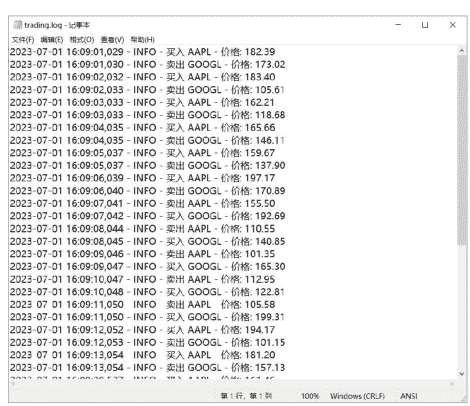 trading.log - 记事本
文件(F) 编辑(E) 格式(O) 查看(V) 帮助(H)
2023-07-01 16:09:01,029 - INFO - 买入 AAPL - 价格: 182.39
2023-07-01 16:09:01,030 - INFO - 卖出 GOOGL - 价格: 173.02
2023-07-01 16:09:02,032 - INFO - 买入 AAPL - 价格: 183.40
2023-07-01 16:09:02,033 - INFO - 卖出 GOOGL - 价格: 105.61
2023-07-01 16:09:03,033 - INFO - 买入 AAPL - 价格: 162.21
2023-07-01 16:09:03,033 - INFO - 卖出 GOOGL - 价格: 118.68
2023-07-01 16:09:04,035 - INFO - 买入 AAPL - 价格: 165.66
2023-07-01 16:09:04,035 - INFO - 卖出 GOOGL - 价格: 146.11
2023-07-01 16:09:05,037 - INFO - 买入 AAPL - 价格: 159.67
2023-07-01 16:09:05,037 - INFO - 卖出 GOOGL - 价格: 137.90
2023-07-01 16:09:06,039 - INFO - 买入 AAPL - 价格: 197.17
2023-07-01 16:09:06,040 - INFO - 卖出 GOOGL - 价格: 170.89
2023-07-01 16:09:07,041 - INFO - 卖出 AAPL - 价格: 155.50
2023-07-01 16:09:07,042 - INFO - 买入 GOOGL - 价格: 192.69
2023-07-01 16:09:08,044 - INFO - 卖出 AAPL - 价格: 110.55
2023-07-01 16:09:08,045 - INFO - 买入 GOOGL - 价格: 140.85
2023-07-01 16:09:09,046 - INFO - 卖出 AAPL - 价格: 101.35
2023-07-01 16:09:09,047 - INFO - 买入 GOOGL - 价格: 165.30
2023-07-01 16:09:10,047 - INFO - 卖出 AAPL - 价格: 112.95
2023-07-01 16:09:10,048 - INFO - 买入 GOOGL - 价格: 122.81
2023 07 01 16:09:11,050 INFO 卖出 AAPL 价格: 105.58
2023-07-01 16:09:11,050 - INFO - 买入 GOOGL - 价格: 199.31
2023-07-01 16:09:12,052 - INFO - 买入 AAPL - 价格: 194.17
2023-07-01 16:09:12,053 - INFO - 卖出 GOOGL - 价格: 101.15
2023 07 01 16:09:13,054 INFO 买入 AAPL 价格: 181.20
2023-07-01 16:09:13,054 - INFO - 卖出 GOOGL - 价格: 157.13
第 1 行, 第 1 列 100% Windows (CRLF) ANSI